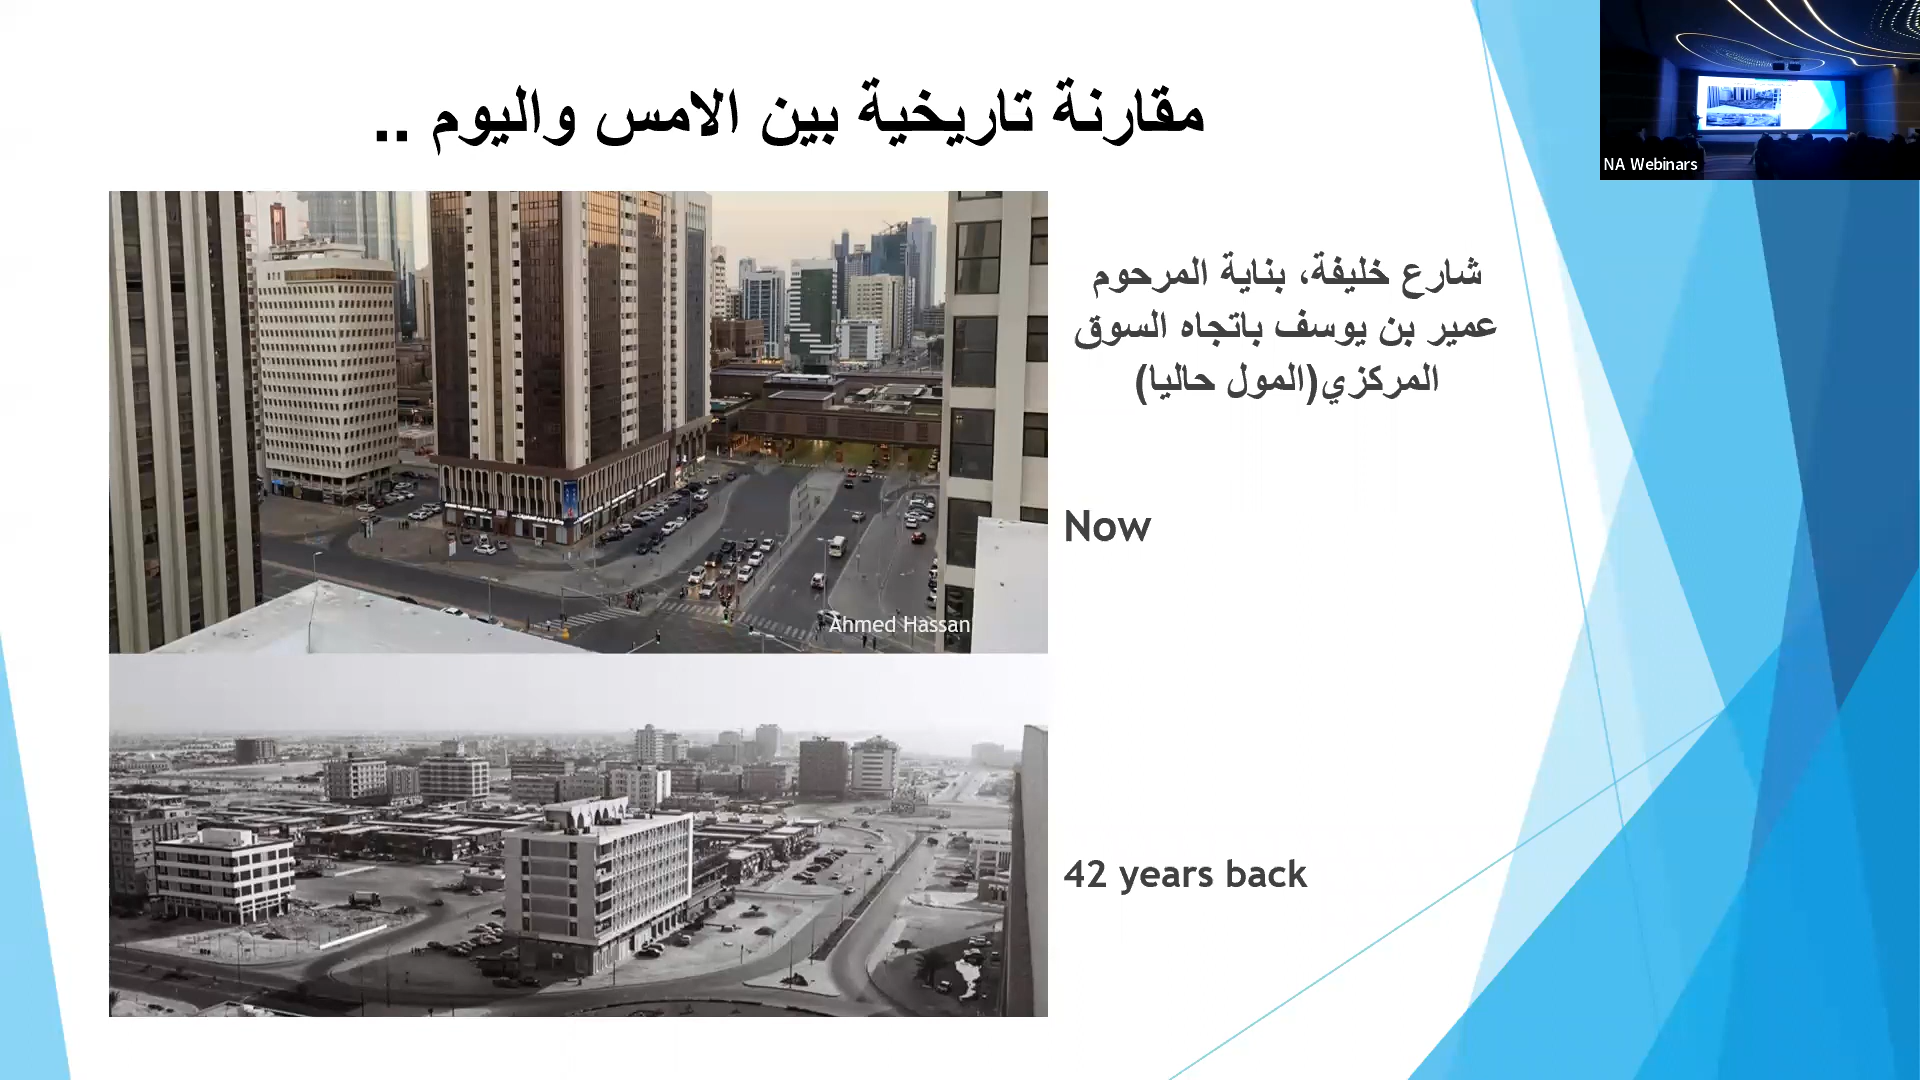 مقارنة تاريخية بين الامس واليوم ..
NA Webinars
شارع خليفة، بناية المرحوم
عمير بن يوسف باتجاه السوق
المركزي(المول حاليا)
Now
Ahmed Hassan
42 years back